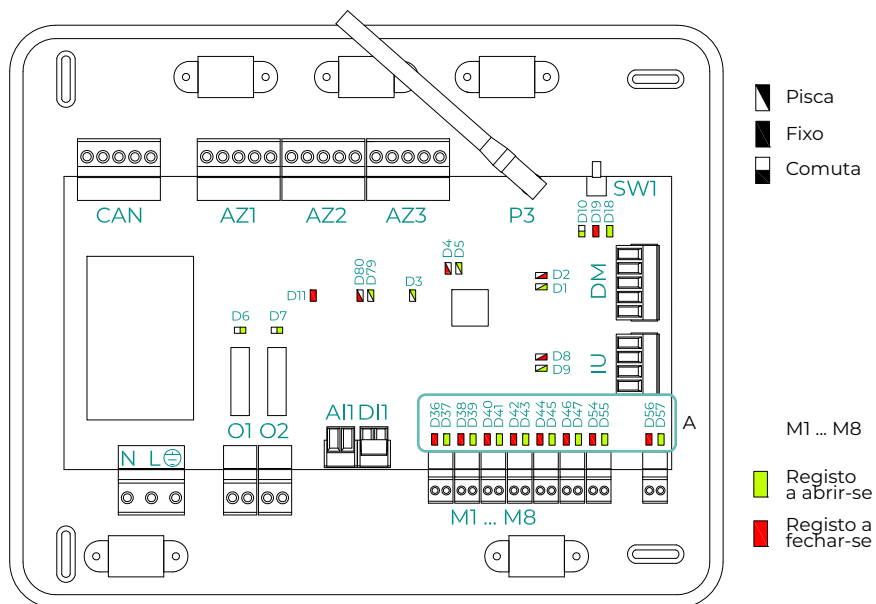 Pisca
Fixo
Comuta
CAN
AZ1
AZ2
AZ3
P3
SW1
D10
D19
D18
D4
D5
D2
D1
DM
D11
D80
D79
D3
D6
D7
D8
D9
IU
O1
O2
AI1
DI1
D36
D37
D38
D39
D40
D41
D42
D43
D44
D45
D46
D47
D54
D55
D56
D57
A
N L
M1 ... M8
M1 ... M8
Registo
a abrir-se
Registo a
fechar-se